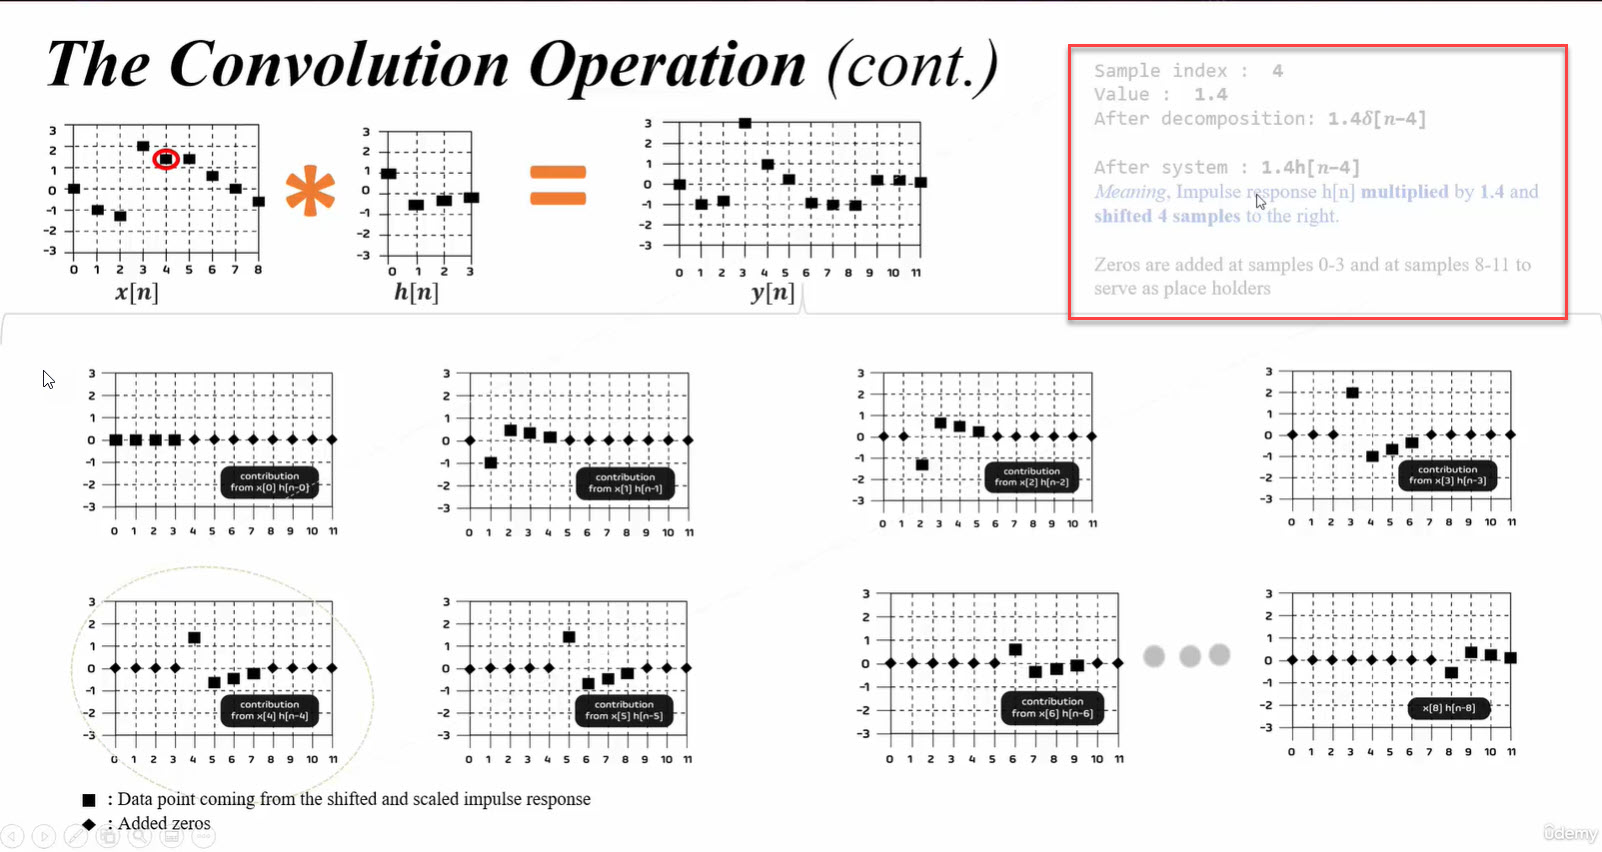 The Convolution Operation (cont.)
Sample index : 4
Value : 1.4
After decomposition: 1.4δ[n−4]
After system : 1.4h[n−4]
Meaning, Impulse response h[n] multiplied by 1.4 and
shifted 4 samples to the right.
Zeros are added at samples 0-3 and at samples 8-11 to
serve as place holders
3
2
1
0
-1
-2
-3
0 1 2 3 4 5 6 7 8
x[n]
*
3
2
1
0
-1
-2
-3
0 1 2 3
h[n]
=
3
2
1
0
-1
-2
-3
0 1 2 3 4 5 6 7 8 9 10 11
y[n]
3
2
1
0
-1
-2
-3
contribution
from x[0] h[n-0]
0 1 2 3 4 5 6 7 8 9 10 11
3
2
1
0
-1
-2
-3
contribution
from x[1] h[n-1]
0 1 2 3 4 5 6 7 8 9 10 11
3
2
1
0
-1
-2
-3
contribution
from x[2] h[n-2]
0 1 2 3 4 5 6 7 8 9 10 11
3
2
1
0
-1
-2
-3
contribution
from x[3] h[n-3]
0 1 2 3 4 5 6 7 8 9 10 11
3
2
1
0
-1
-2
-3
contribution
from x[4] h[n-4]
0 1 2 3 4 5 6 7 8 9 10 11
3
2
1
0
-1
-2
-3
contribution
from x[5] h[n-5]
0 1 2 3 4 5 6 7 8 9 10 11
3
2
1
0
-1
-2
-3
contribution
from x[6] h[n-6]
0 1 2 3 4 5 6 7 8 9 10 11
3
2
1
0
-1
-2
-3
x[8] h[n-8]
0 1 2 3 4 5 6 7 8 9 10 11
: Data point coming from the shifted and scaled impulse response
: Added zeros
ûdemy